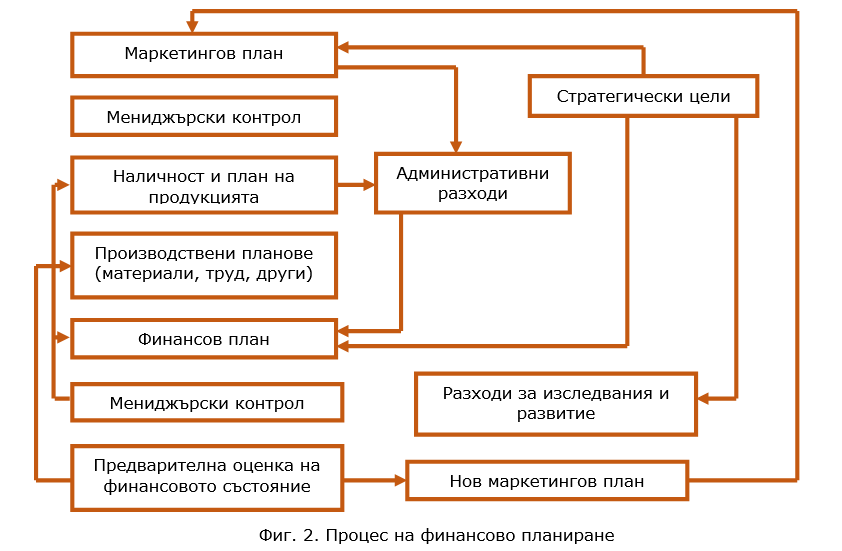 Маркетингов план
Стратегически цели
Мениджърски контрол
Наличност и план на
продукцията
Административни
разходи
Производствени планове
(материали, труд, други)
Финансов план
Мениджърски контрол
Разходи за изследвания и
развитие
Предварителна оценка на
финансовото състояние
Нов маркетингов план
Фиг. 2. Процес на финансово планиране